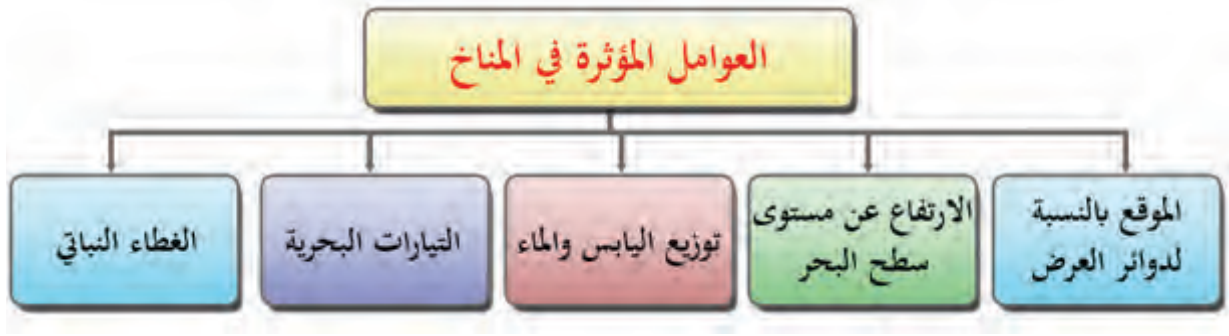 العوامل المؤثرة في المناخ
الموقع بالنسبة
لدوائر العرض
الارتفاع عن مستوى
سطح البحر
توزيع اليابس والماء
التيارات البحرية
الغطاء النباتي